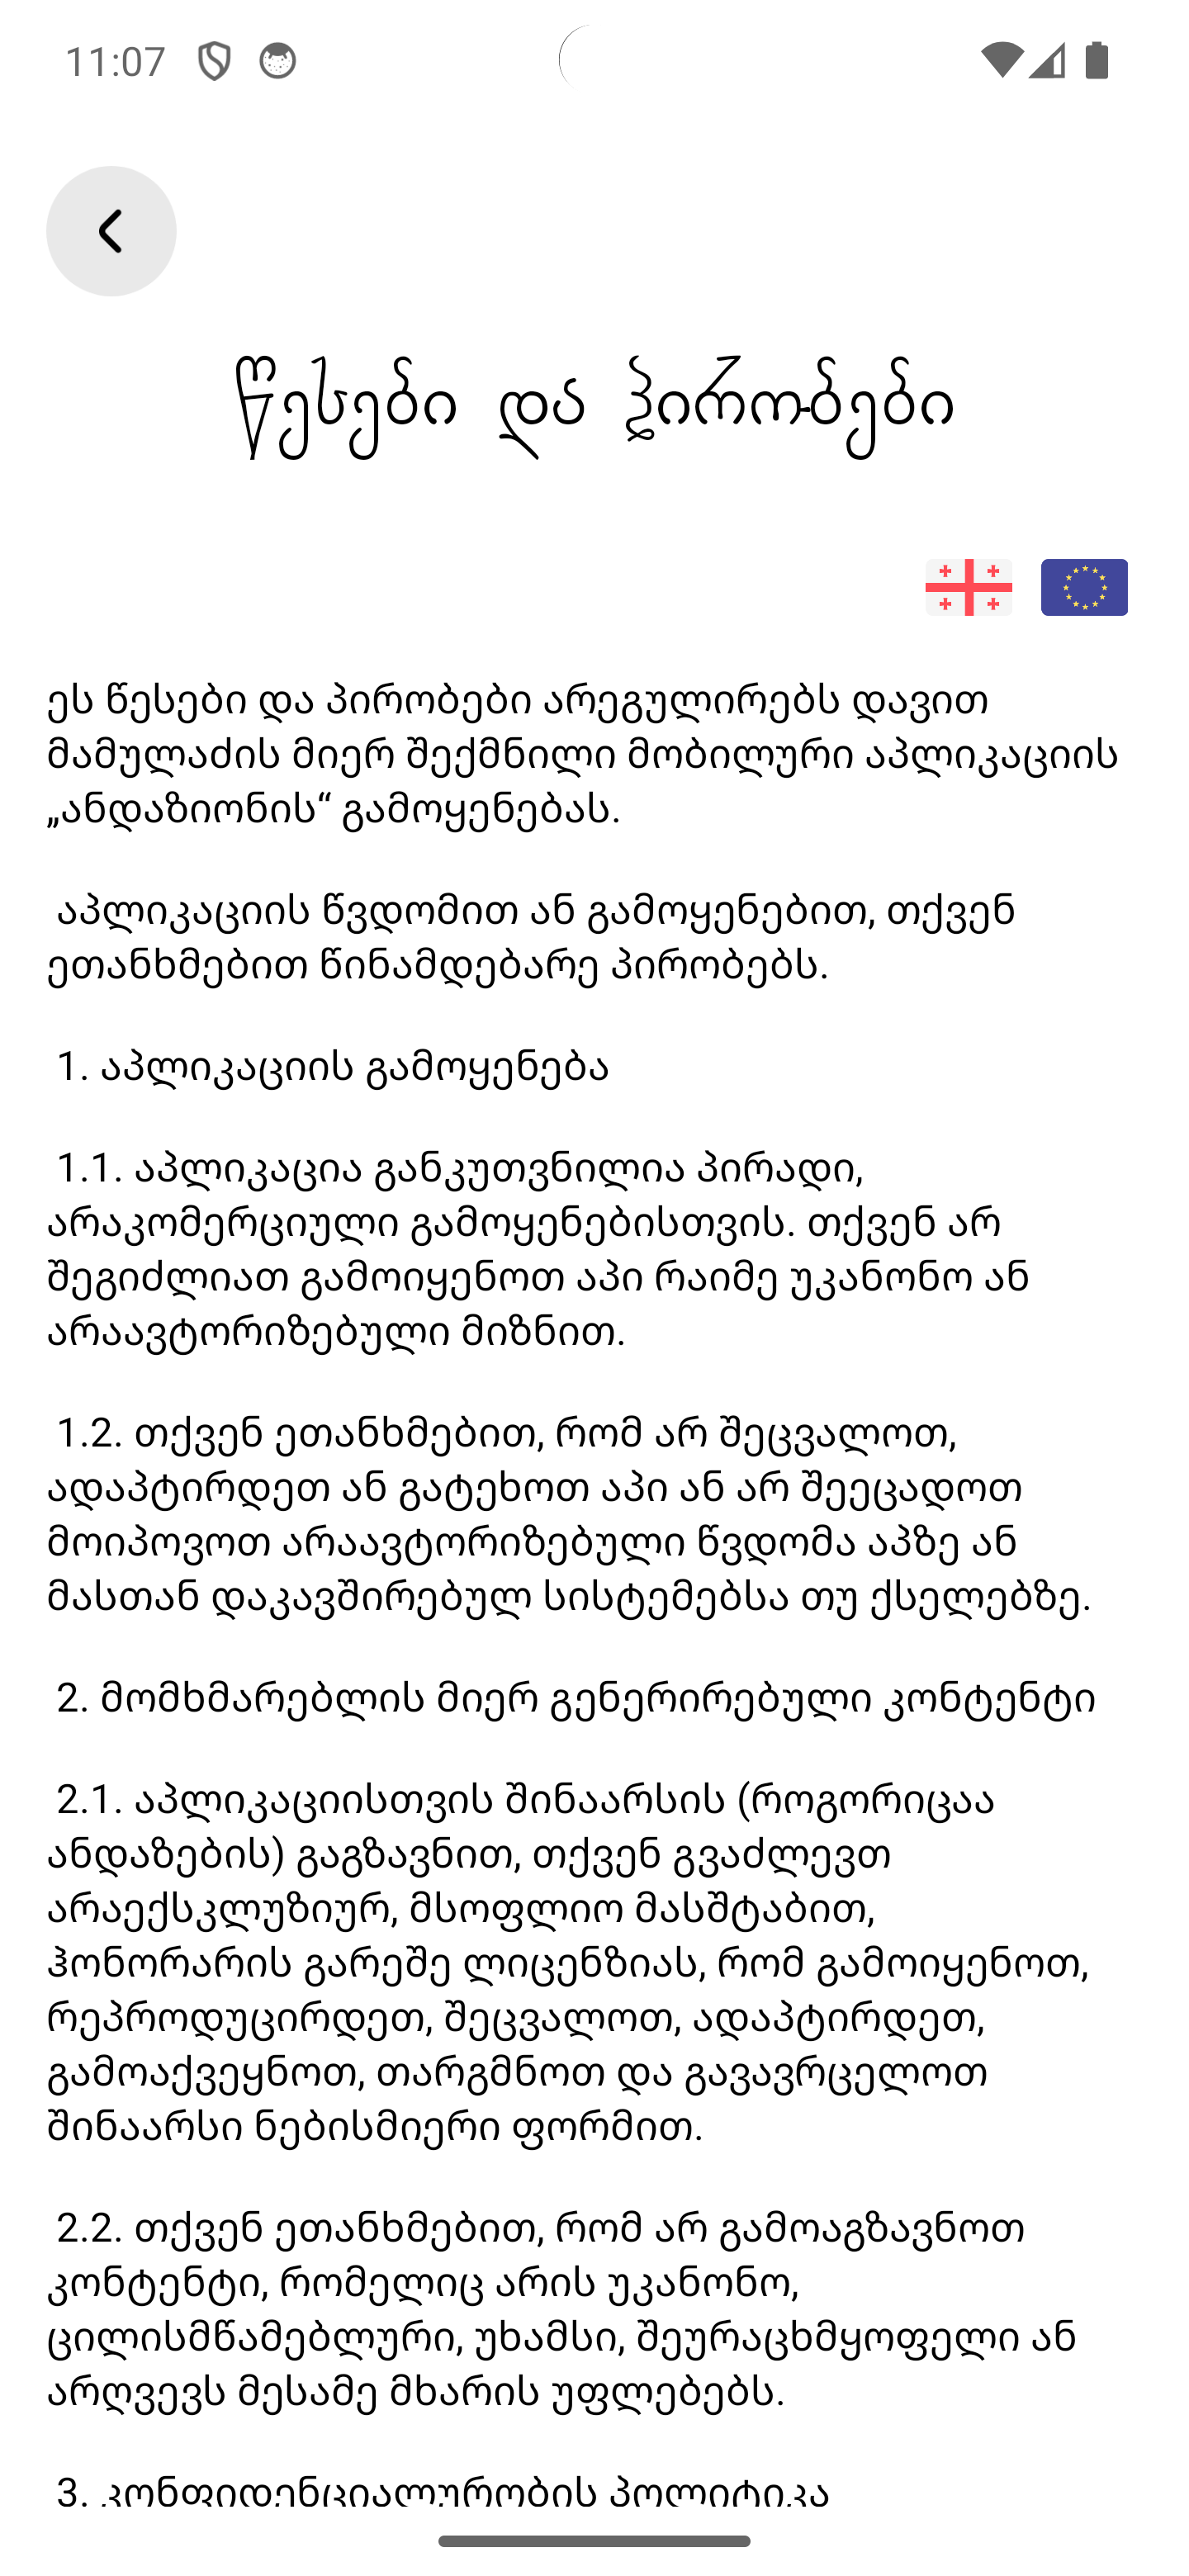 11:07
წესები და პირობები
ეს წესები და პირობები არეგულირებს დავით
მამულაძის მიერ შექმნილი მობილური აპლიკაციის
„ანდაზიონის“ გამოყენებას.
აპლიკაციის წვდომით ან გამოყენებით, თქვენ
ეთანხმებით წინამდებარე პირობებს.
1. აპლიკაციის გამოყენება
1.1. აპლიკაცია განკუთვნილია პირადი,
არაკომერციული გამოყენებისთვის. თქვენ არ
შეგიძლიათ გამოიყენოთ აპი რაიმე უკანონო ან
არაავტორიზებული მიზნით.
1.2. თქვენ ეთანხმებით, რომ არ შეცვალოთ,
ადაპტირდეთ ან გატეხოთ აპი ან არ შეეცადოთ
მოიპოვოთ არაავტორიზებული წვდომა აპზე ან
მასთან დაკავშირებულ სისტემებსა თუ ქსელებზე.
2. მომხმარებლის მიერ გენერირებული კონტენტი
2.1. აპლიკაციისთვის შინაარსის (როგორიცაა
ანდაზების) გაგზავნით, თქვენ გვაძლევთ
არაექსკლუზიურ, მსოფლიო მასშტაბით,
ჰონორარის გარეშე ლიცენზიას, რომ გამოიყენოთ,
რეპროდუცირდეთ, შეცვალოთ, ადაპტირდეთ,
გამოაქვეყნოთ, თარგმნოთ და გავავრცელოთ
შინაარსი ნებისმიერი ფორმით.
2.2. თქვენ ეთანხმებით, რომ არ გამოაგზავნოთ
კონტენტი, რომელიც არის უკანონო,
ცილისმწამებლური, უხამსი, შეურაცხმყოფელი ან
არღვევს მესამე მხარის უფლებებს.
3. კონფიდენციალურობის პოლიტიკა